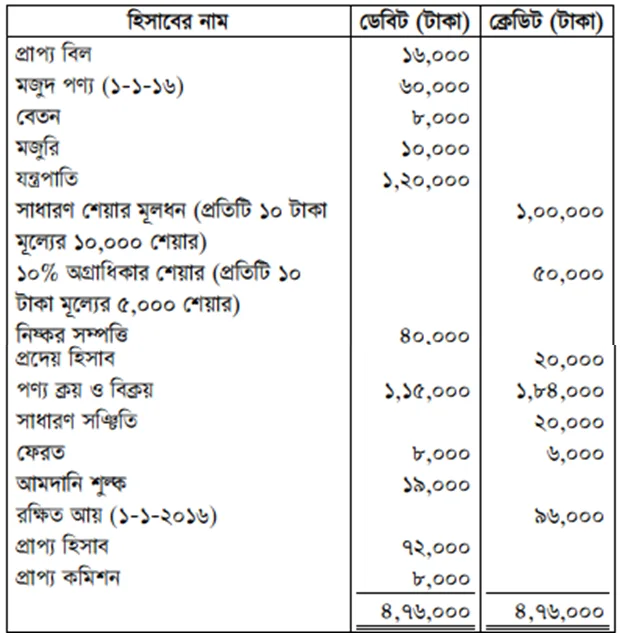 হিসাবের নাম ডেবিট (টাকা) ক্রেডিট (টাকা)
প্রাপ্য বিল ১৬,০০০
মজুদ পণ্য (১-১-১৬) ৬০,০০০
বেতন ৮,০০০
মজুরি ১০,০০০
যন্ত্রপাতি ১,২০,০০০
সাধারণ শেয়ার মূলধন (প্রতিটি ১০ টাকা ১,০০,০০০
মূল্যের ১০,০০০ শেয়ার)
১০% অগ্রাধিকার শেয়ার (প্রতিটি ১০ ৫০,০০০
টাকা মূল্যের ৫,০০০ শেয়ার)
নিষ্কর সম্পত্তি ৪০,০০০
প্রদেয় হিসাব ২০,০০০
পণ্য ক্রয় ও বিক্রয় ১,১৫,০০০ ১,৮৪,০০০
সাধারণ সঞ্চিতি ২০,০০০
ফেরত ৮,০০০ ৬,০০০
আমদানি শুল্ক ১৯,০০০
রক্ষিত আয় (১-১-২০১৬) ৯৬,০০০
প্রাপ্য হিসাব ৭২,০০০
প্রাপ্য কমিশন ৮,০০০
৪,৭৬,০০০ ৪,৭৬,০০০